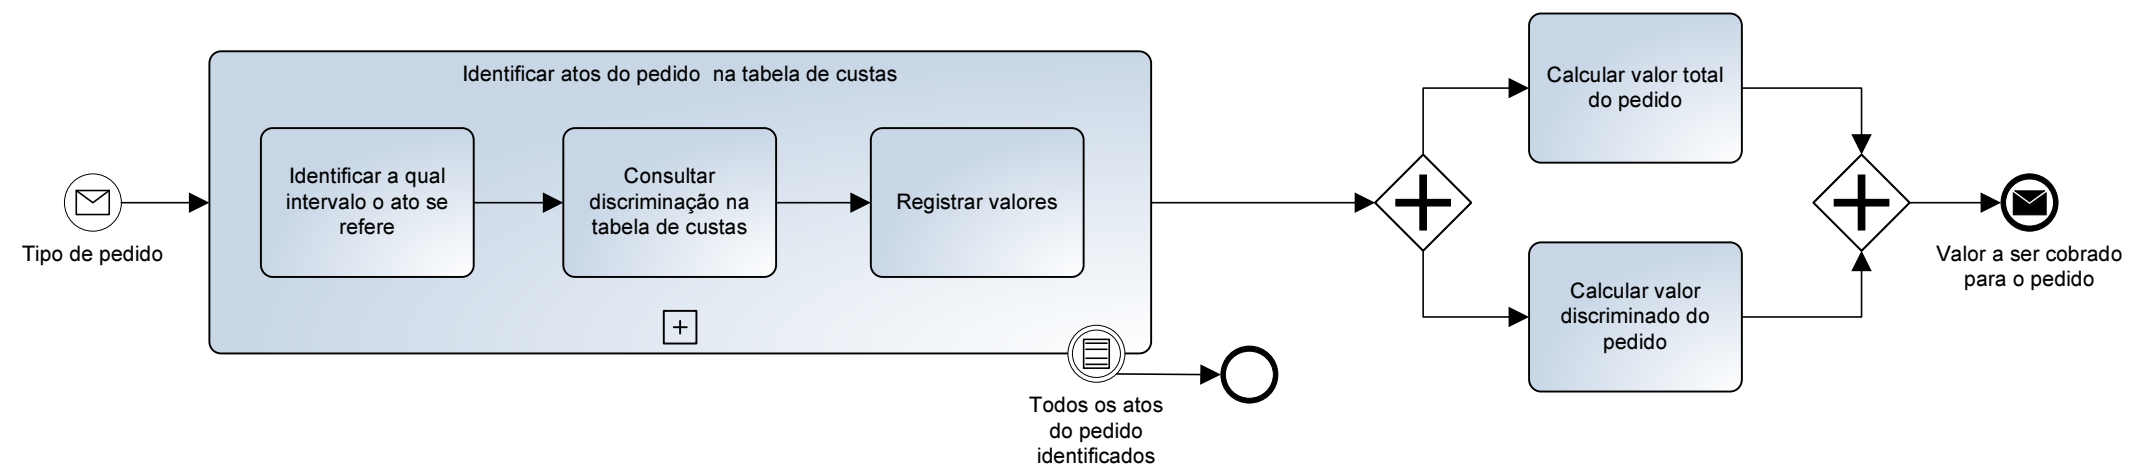 Identificar atos do pedido na tabela de custas
Tipo de pedido
Identificar a qual
intervalo o ato se
refere
Consultar
discriminação na
tabela de custas
Registrar valores
Todos os atos
do pedido
identificados
Calcular valor total
do pedido
Calcular valor
discriminado do
pedido
Valor a ser cobrado
para o pedido